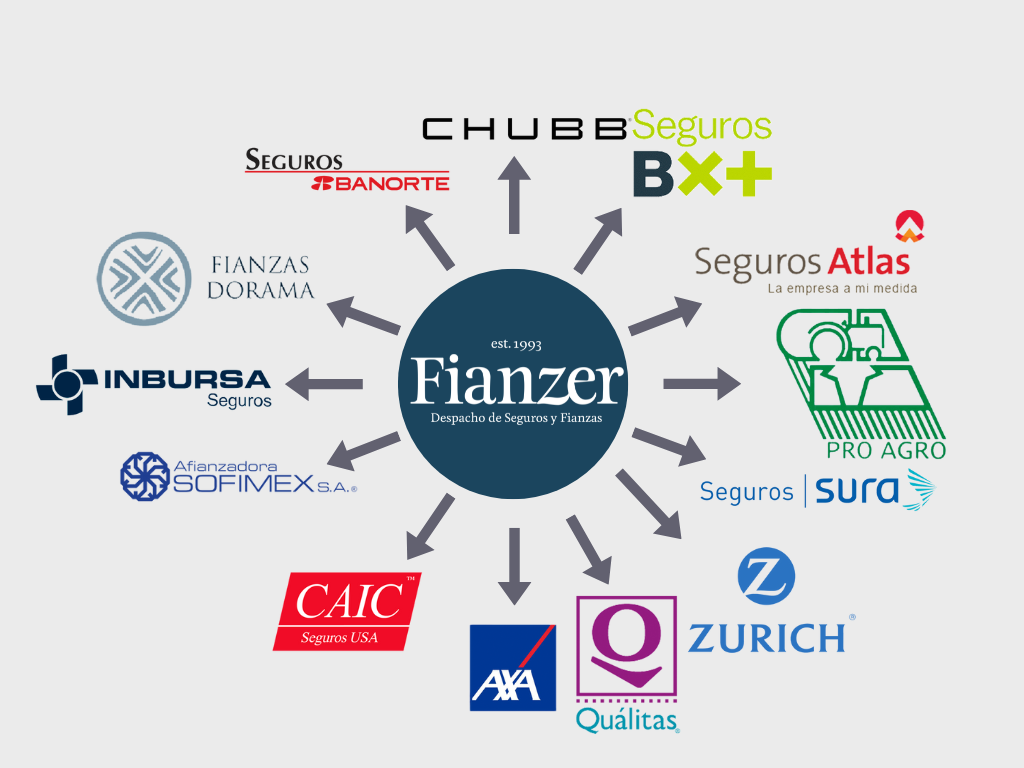 CHUBB®
Seguros
BX+
SEGUROS
BANORTE
Seguros Atlas
La empresa a mi medida
FIANZAS
DORAMA
PRO AGRO
est. 1993
Fianzer
Despacho de Seguros y Fianzas
INBURSA
Seguros
Afianzadora
SOFIMEX S.A.®
Seguros | sura
CAIC™
Seguros USA
Z
ZURICH®
AXA
Q
Quálitas®